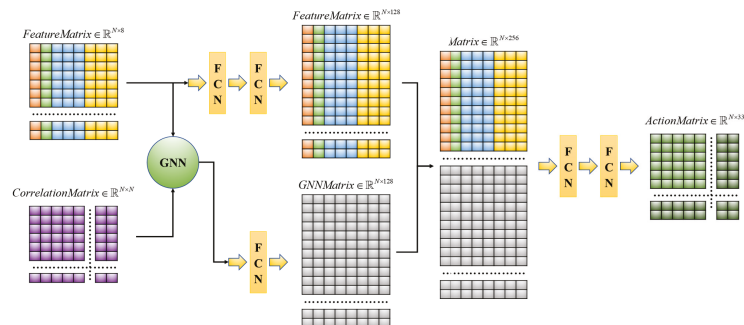 FeatureMatrix ∈ ℝ^{N×8}
FCN
FCN
FeatureMatrix ∈ ℝ^{N×128}
Matrix ∈ ℝ^{N×256}
GNN
CorrelationMatrix ∈ ℝ^{N×N}
FCN
GNNMatrix ∈ ℝ^{N×128}
FCN
FCN
ActionMatrix ∈ ℝ^{N×33}